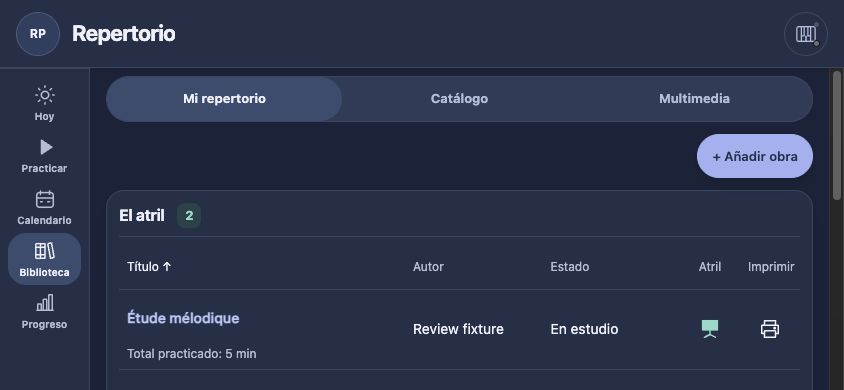 RP
Repertorio
Hoy
Practicar
Calendario
Biblioteca
Progreso
Mi repertorio Catálogo Multimedia
+ Añadir obra
El atril 2
Título ↑ Autor Estado Atril Imprimir
Étude mélodique
Review fixture En estudio
Total practicado: 5 min